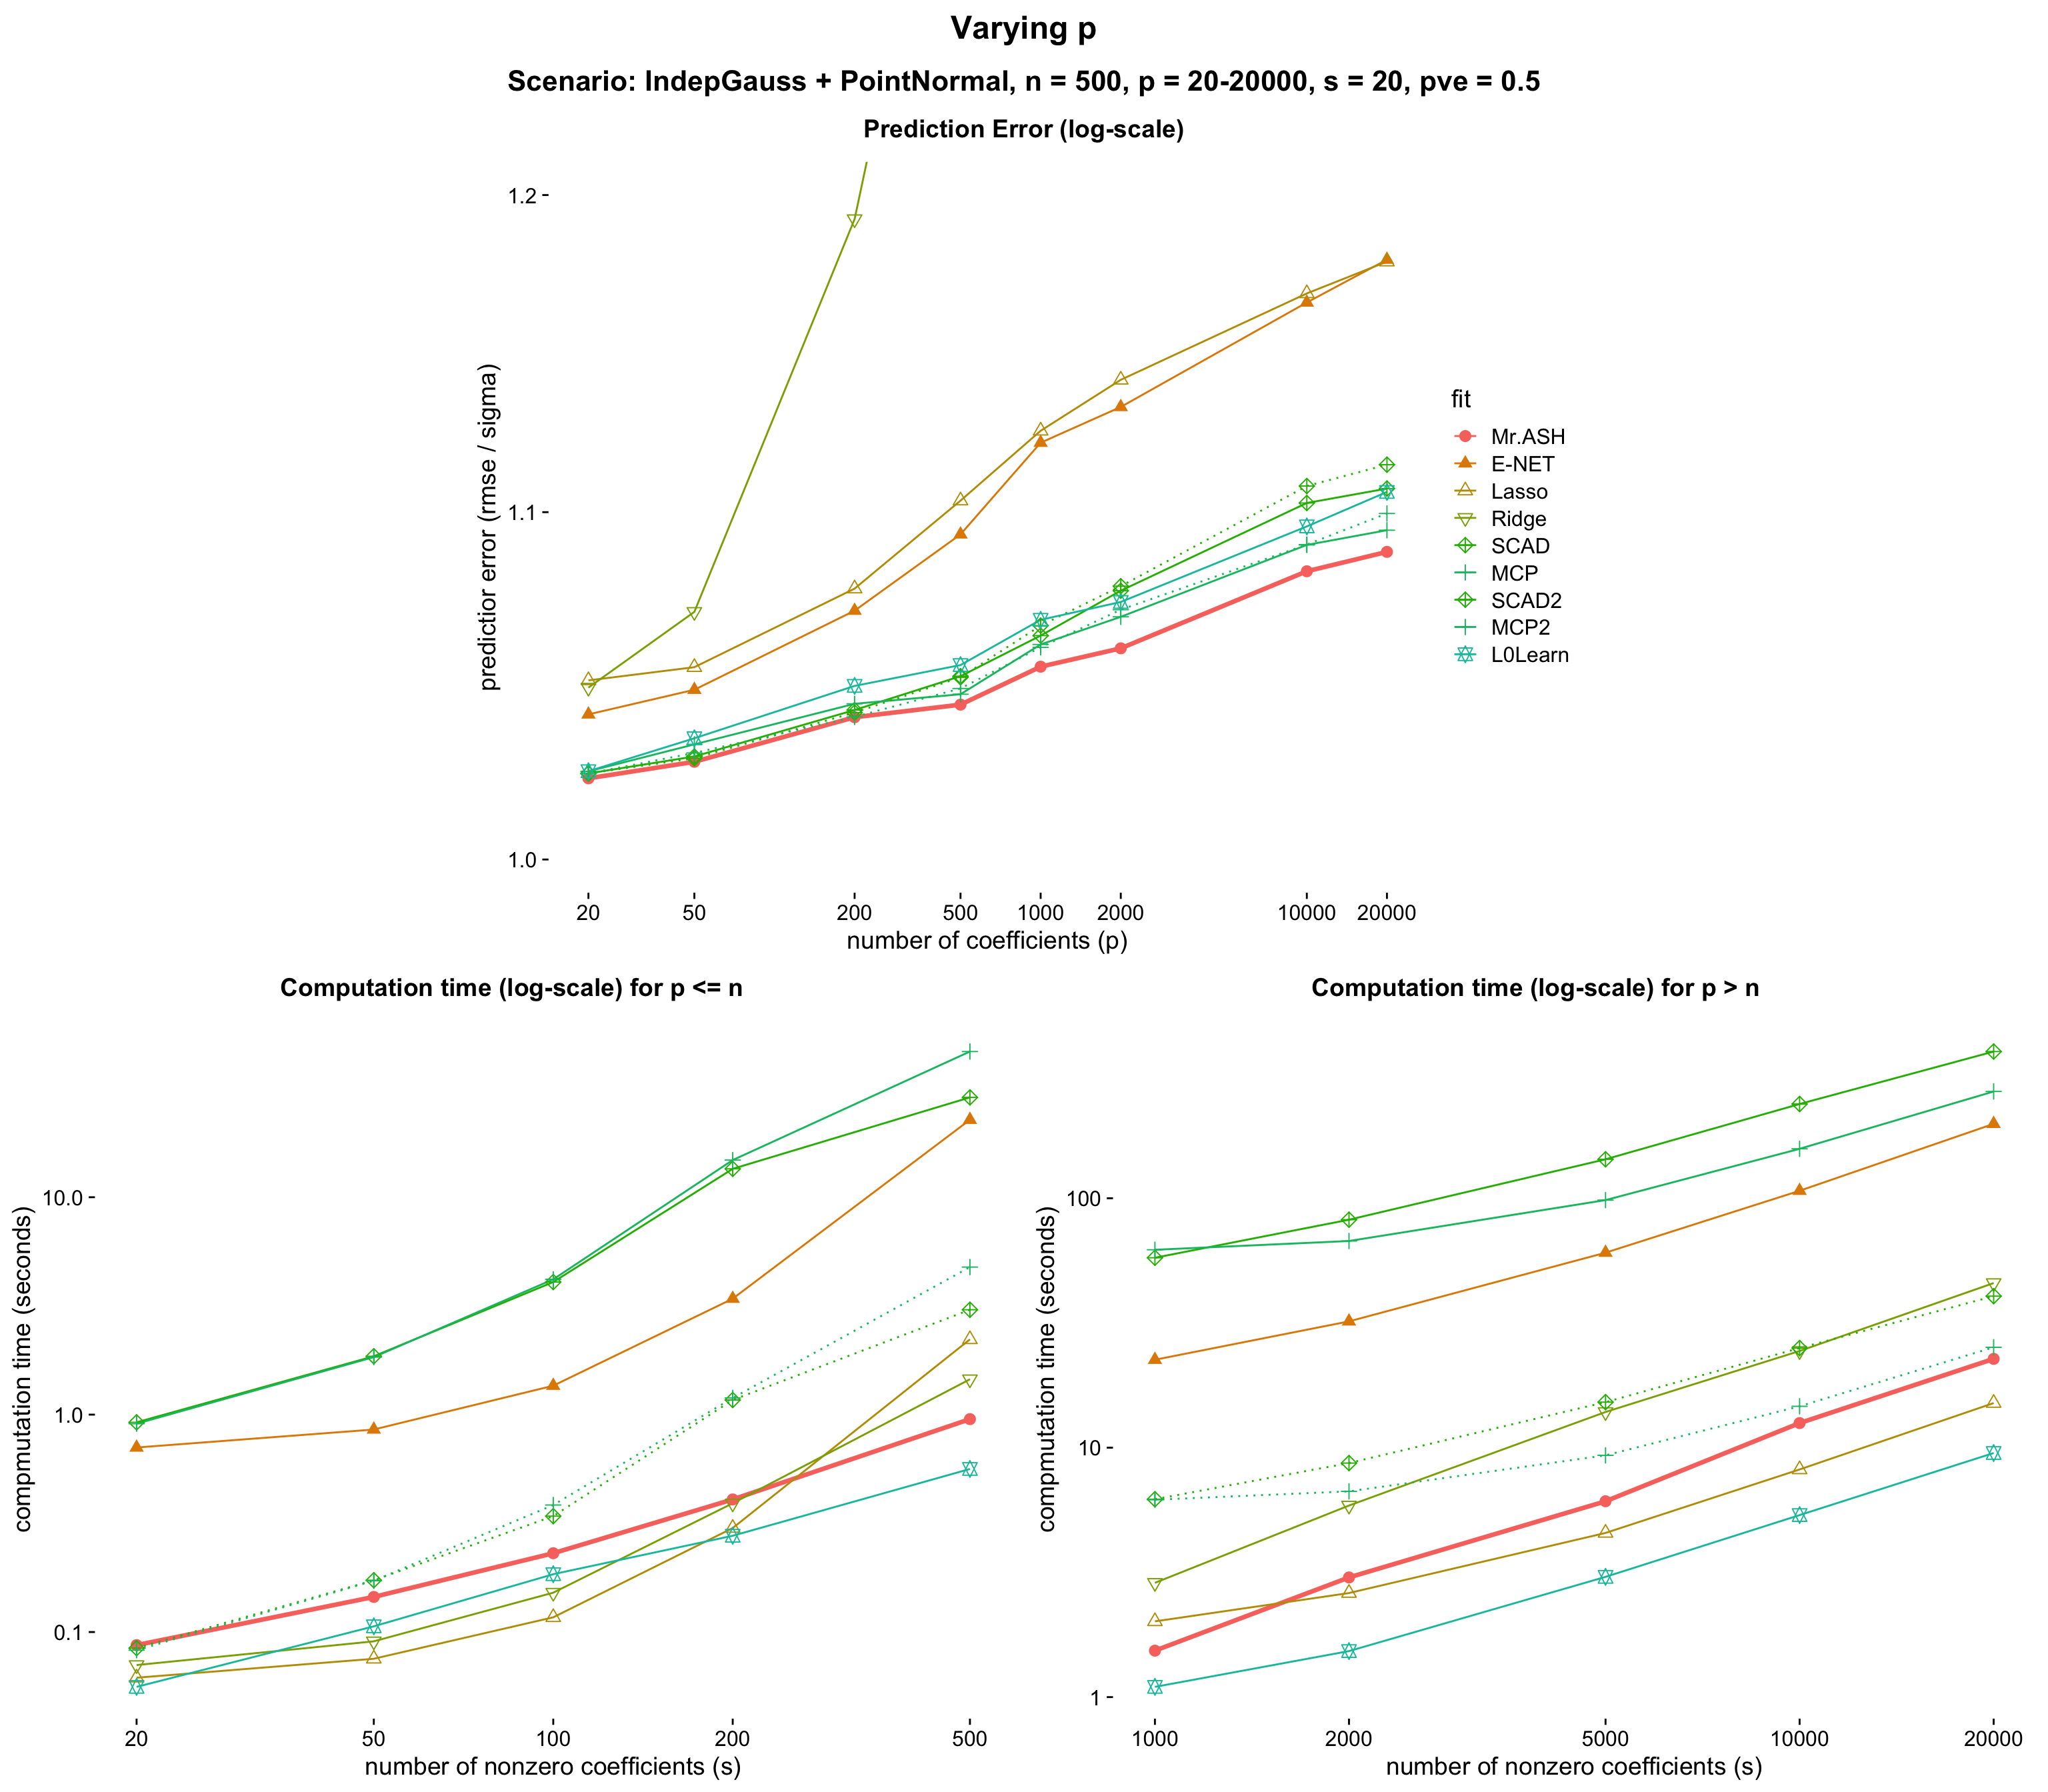 Varying p
Scenario: IndepGauss + PointNormal, n = 500, p = 20-20000, s = 20, pve = 0.5
Prediction Error (log-scale)
predictior error (rmse / sigma)
1.2
1.1
1.0
20 50 200 500 1000 2000 10000 20000
number of coefficients (p)
fit
Mr.ASH
E-NET
Lasso
Ridge
SCAD
MCP
SCAD2
MCP2
L0Learn
Computation time (log-scale) for p <= n
compmutation time (seconds)
10.0
1.0
0.1
20 50 100 200 500
number of nonzero coefficients (s)
Computation time (log-scale) for p > n
compmutation time (seconds)
100
10
1
1000 2000 5000 10000 20000
number of nonzero coefficients (s)